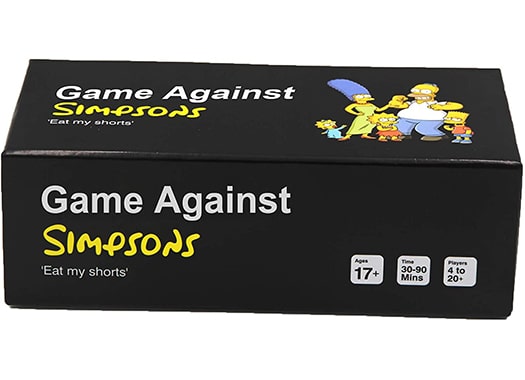 Game Against
SIMPSONS
'Eat my shorts'
Game Against
SIMPSONS
'Eat my shorts'
Ages
17+
Time
30-90
Mins
Players
4 to
20+